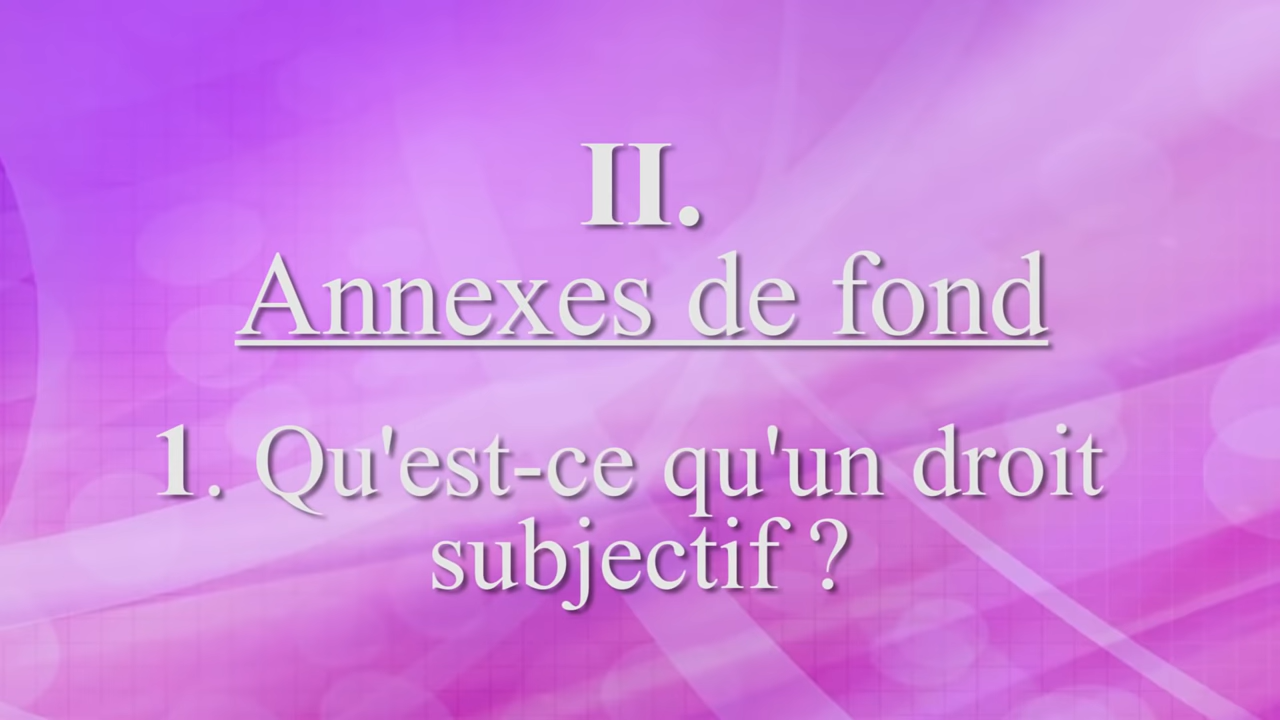 II.
Annexes de fond
1. Qu'est-ce qu'un droit
subjectif ?